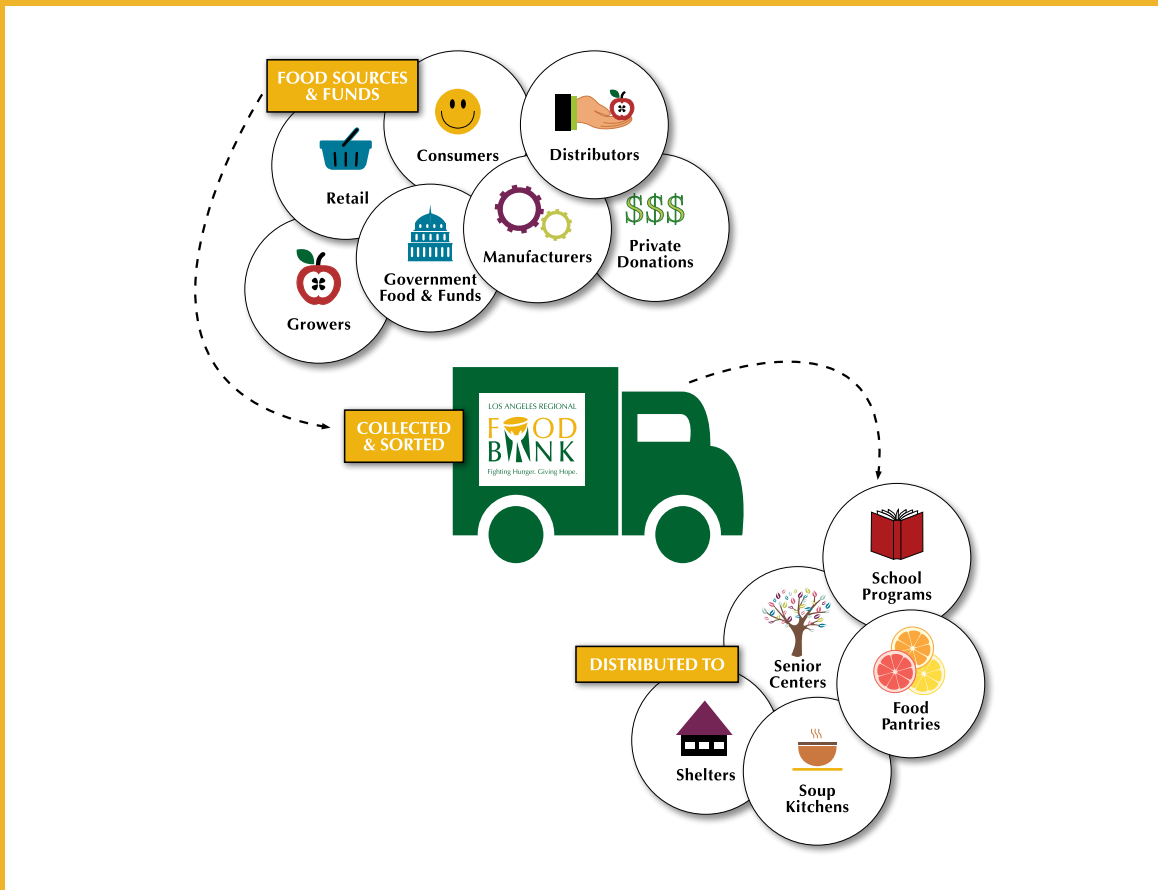 FOOD SOURCES
& FUNDS
Consumers
Distributors
Retail
$$$
Private
Donations
Manufacturers
Government
Food & Funds
Growers
COLLECTED
& SORTED
LOS ANGELES REGIONAL
FOOD
BANK
Fighting Hunger. Giving Hope.
School
Programs
DISTRIBUTED TO
Senior
Centers
Food
Pantries
Shelters
Soup
Kitchens